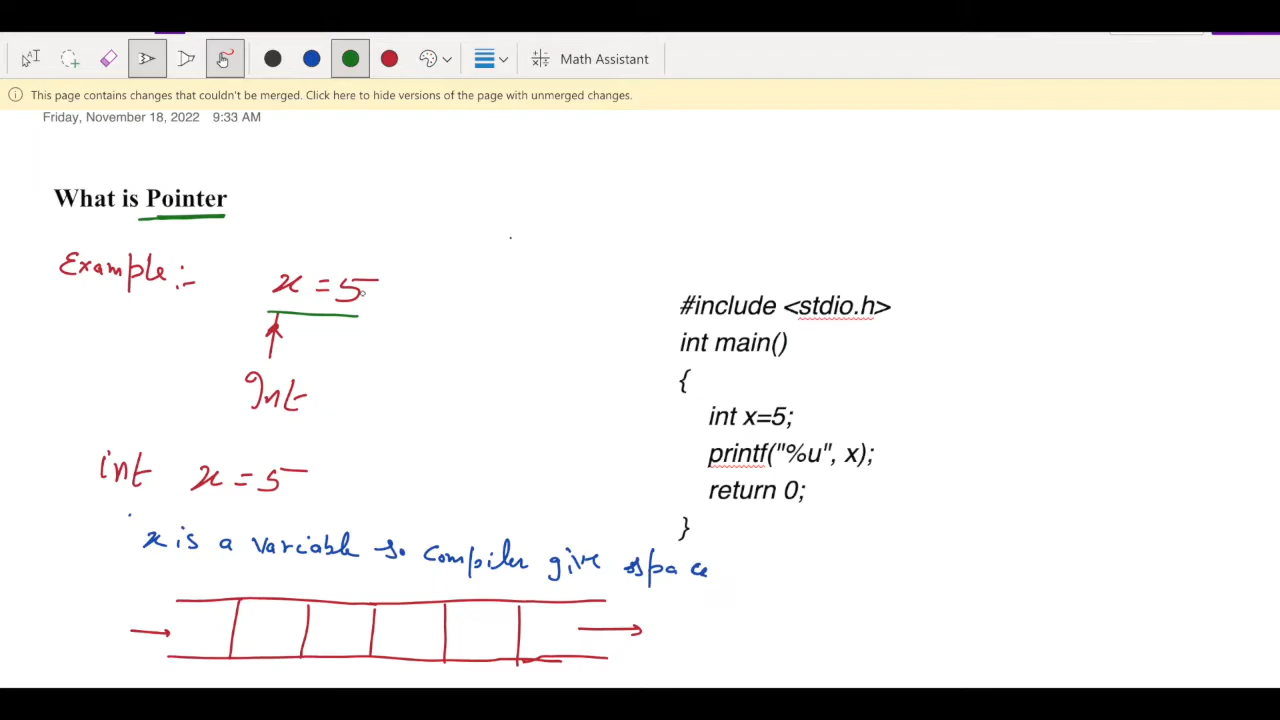 Math Assistant
This page contains changes that couldn't be merged. Click here to hide versions of the page with unmerged changes.
Friday, November 18, 2022 9:33 AM
What is Pointer
Example:-
x = 5
Int
int x = 5
x is a variable so compiler give space
#include <stdio.h>
int main()
{
int x=5;
printf("%u", x);
return 0;
}